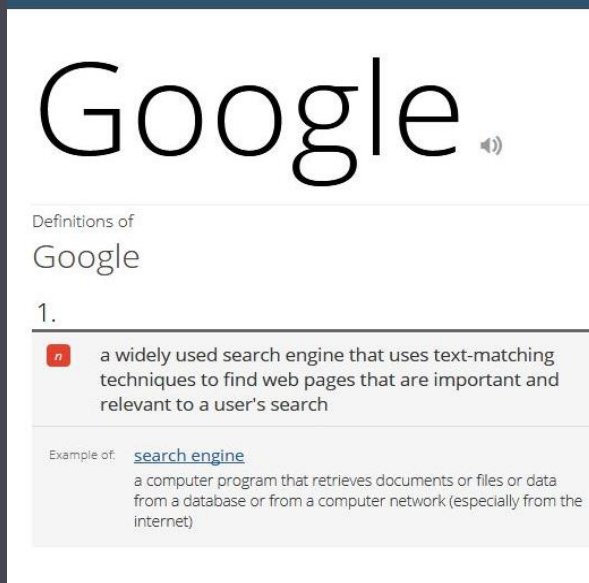 Google
Definitions of
Google
1.
n
a widely used search engine that uses text-matching
techniques to find web pages that are important and
relevant to a user's search
Example of: search engine
a computer program that retrieves documents or files or data
from a database or from a computer network (especially from the
internet)